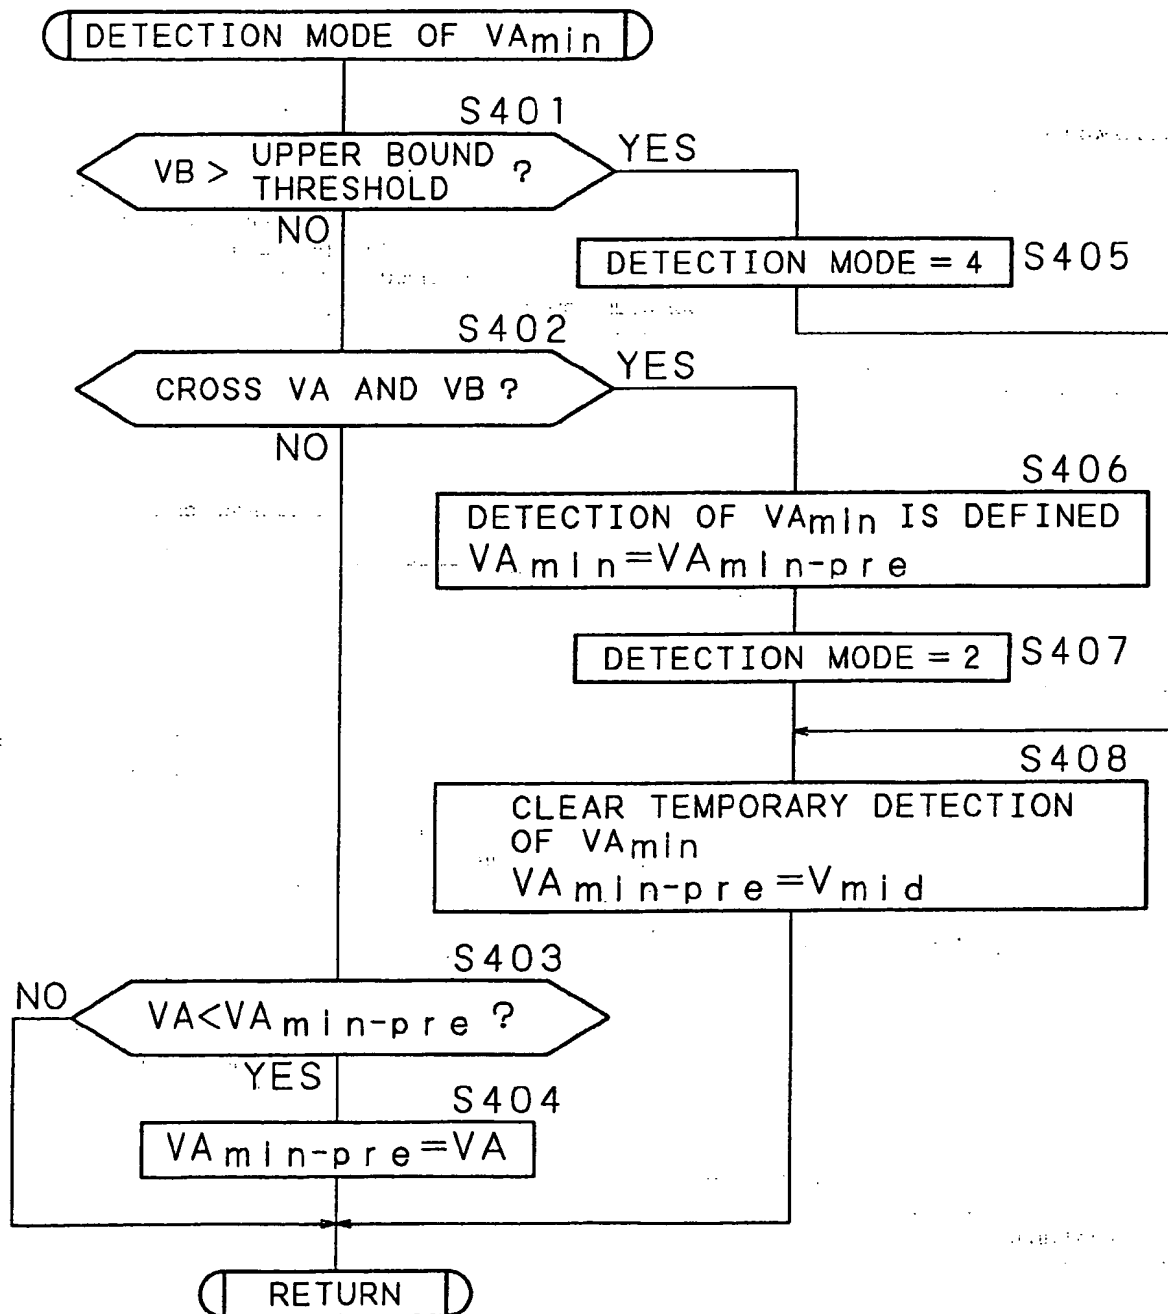 DETECTION MODE OF VAmin
S401
VB > UPPER BOUND THRESHOLD ?
YES
NO
DETECTION MODE = 4
S405
S402
CROSS VA AND VB ?
YES
NO
S406
DETECTION OF VAmin IS DEFINED
VAmin=VAmin-pre
DETECTION MODE = 2
S407
S408
CLEAR TEMPORARY DETECTION
OF VAmin
VAmin-pre=Vmid
S403
NO
VA<VAmin-pre ?
YES
S404
VAmin-pre=VA
RETURN